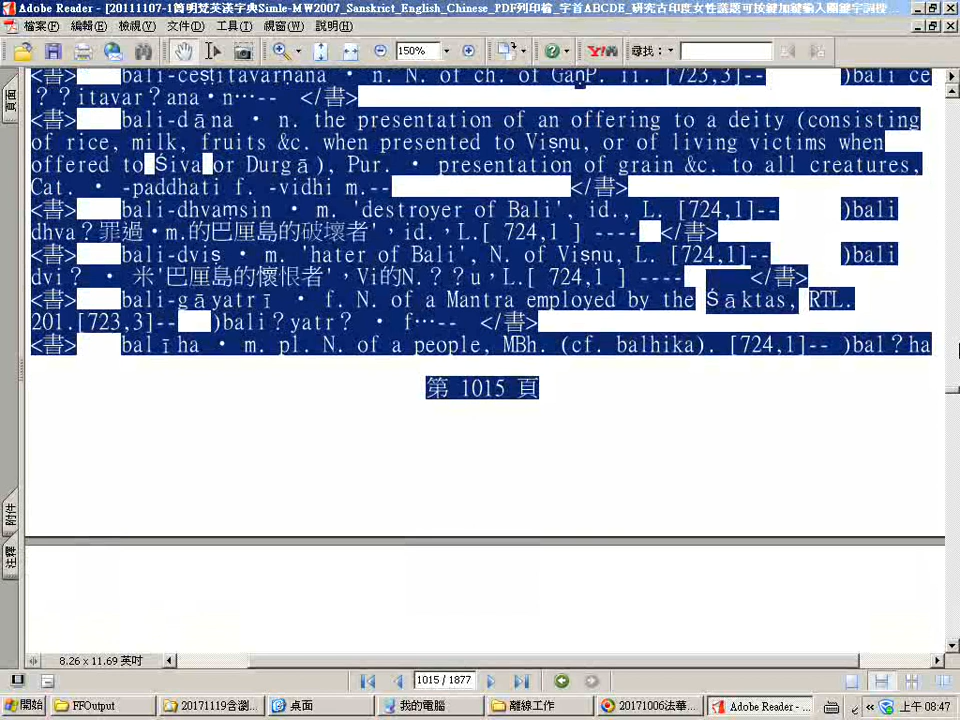 [20111107-1簡明梵英漢字典Simle-MW2007_Sanskrict_English_Chinese_PDF列印檔_字首ABCDE_研究古印度女性議題可按鍵加鍵輸入關鍵字詞搜
Adobe Reader -
檔案(F) 編輯(E) 檢視(V) 文件(D) 工具(T) 視窗(W) 說明(H)
150% 尋找：
頁面
<書> bali-ceṣṭitavarṇana • n. N. of ch. of GaṇP. ii. [723,3]-- )bali ce
？？itavar？ana•n…-- </書>
<書> bali-dāna • n. the presentation of an offering to a deity (consisting
of rice, milk, fruits &c. when presented to Viṣṇu, or of living victims when
offered to Śiva or Durgā), Pur. • presentation of grain &c. to all creatures,
Cat. • -paddhati f. -vidhi m.-- </書>
<書> bali-dhvaṃsin • m. 'destroyer of Bali', id., L. [724,1]-- )bali
dhva？罪過•m.的巴厘島的破壞者'，id.，L.[ 724,1 ] ---- </書>
<書> bali-dviṣ • m. 'hater of Bali', N. of Viṣṇu, L. [724,1]-- )bali
dvi？ • 米'巴厘島的懷恨者'，Vi的N.？？u，L.[ 724,1 ] ---- </書>
<書> bali-gāyatrī • f. N. of a Mantra employed by the Śāktas, RTL.
201.[723,3]-- )bali？yatr？ • f…-- </書>
<書> balīha • m. pl. N. of a people, MBh. (cf. balhika). [724,1]-- )bal？ha
第 1015 頁
附件
注釋
8.26 x 11.69 英吋
1015 / 1877
開始 FFOutput 20171119含瀏... 桌面 我的電腦 離線工作 20171006法華... Adobe Reader - ... 上午 08:47